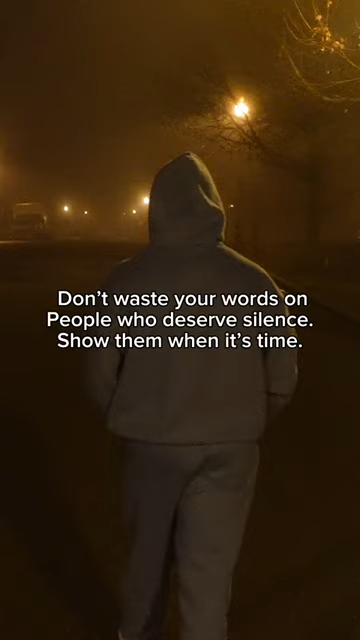 Don’t waste your words on
People who deserve silence.
Show them when it’s time.